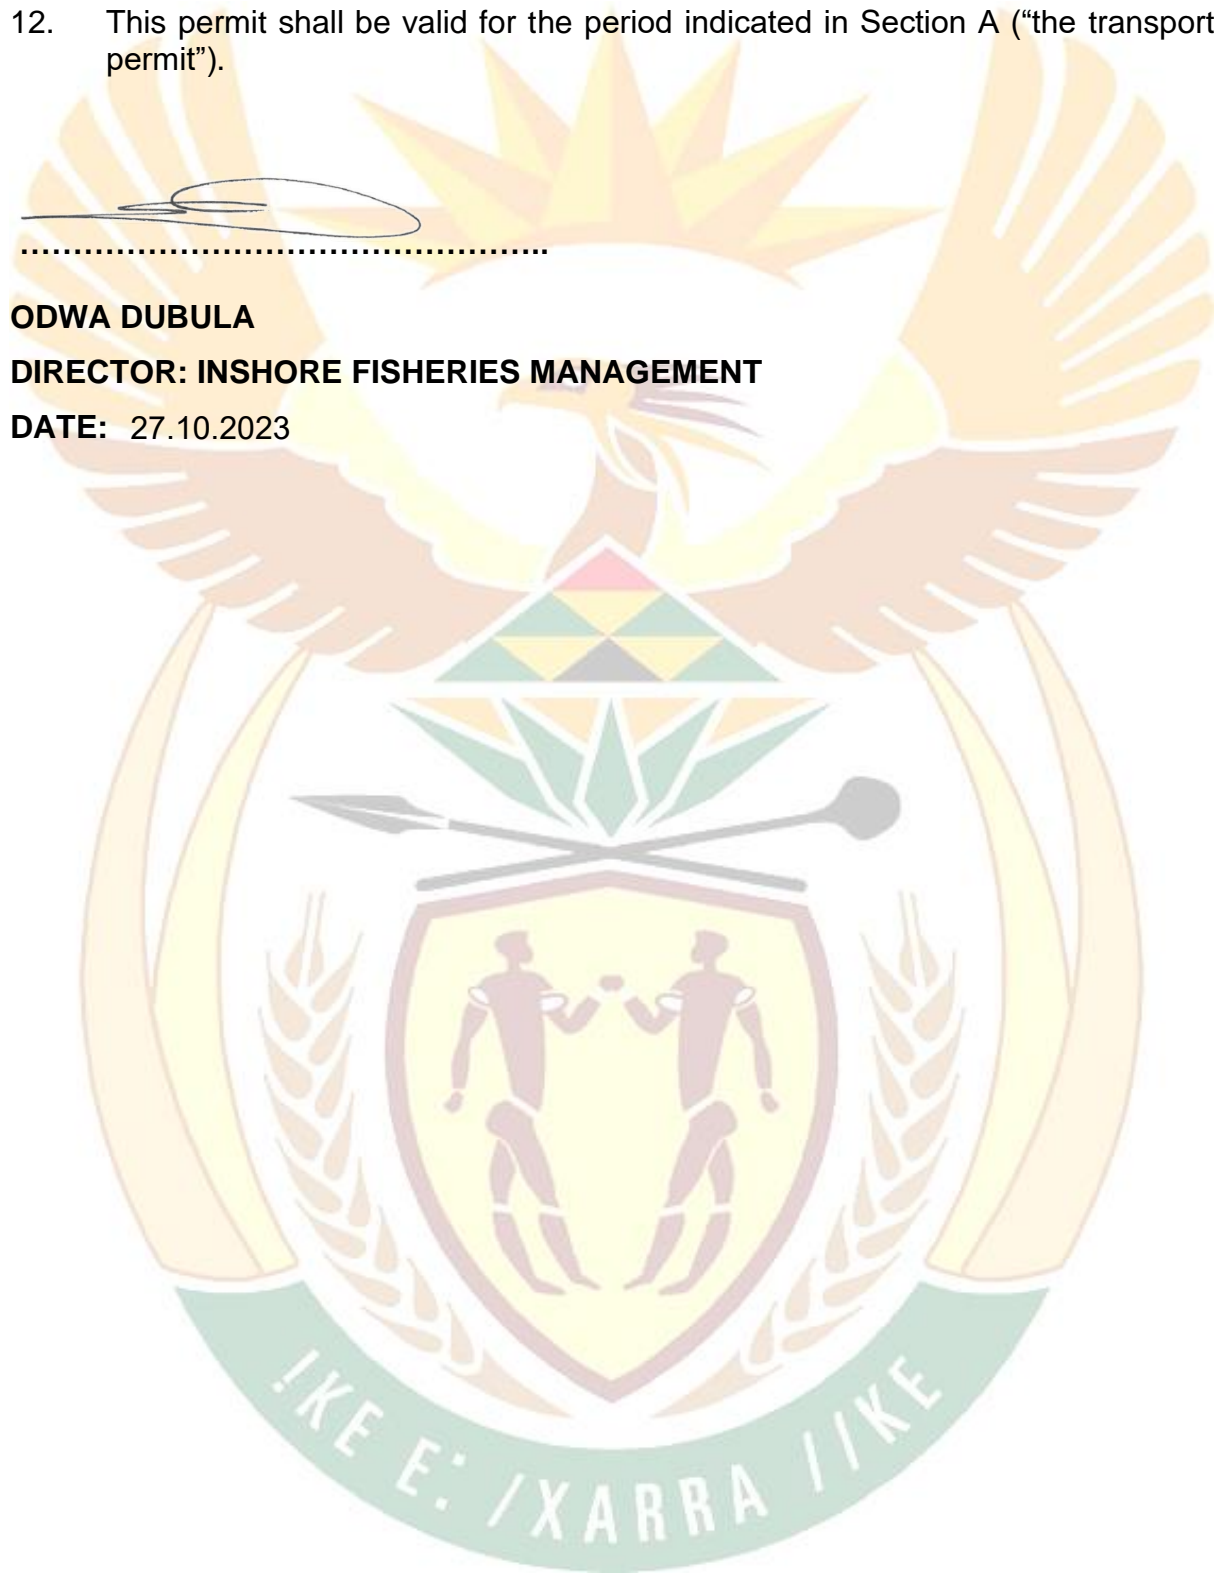 12. This permit shall be valid for the period indicated in Section A (“the transport
permit”).
……………………………………………..
ODWA DUBULA
DIRECTOR: INSHORE FISHERIES MANAGEMENT
DATE: 27.10.2023
!KE E: /XARRA //KE